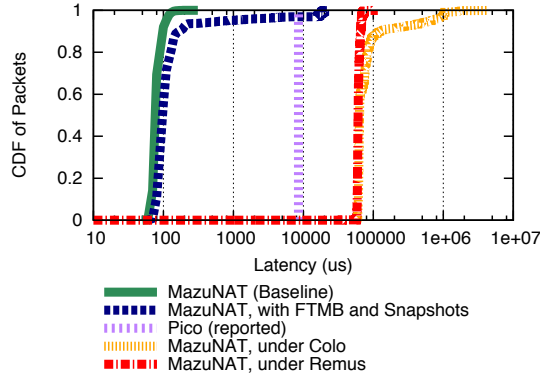 CDF of Packets
1
0.8
0.6
0.4
0.2
0
10 100 1000 10000 100000 1e+06 1e+07
Latency (us)
MazuNAT (Baseline)
MazuNAT, with FTMB and Snapshots
Pico (reported)
MazuNAT, under Colo
MazuNAT, under Remus